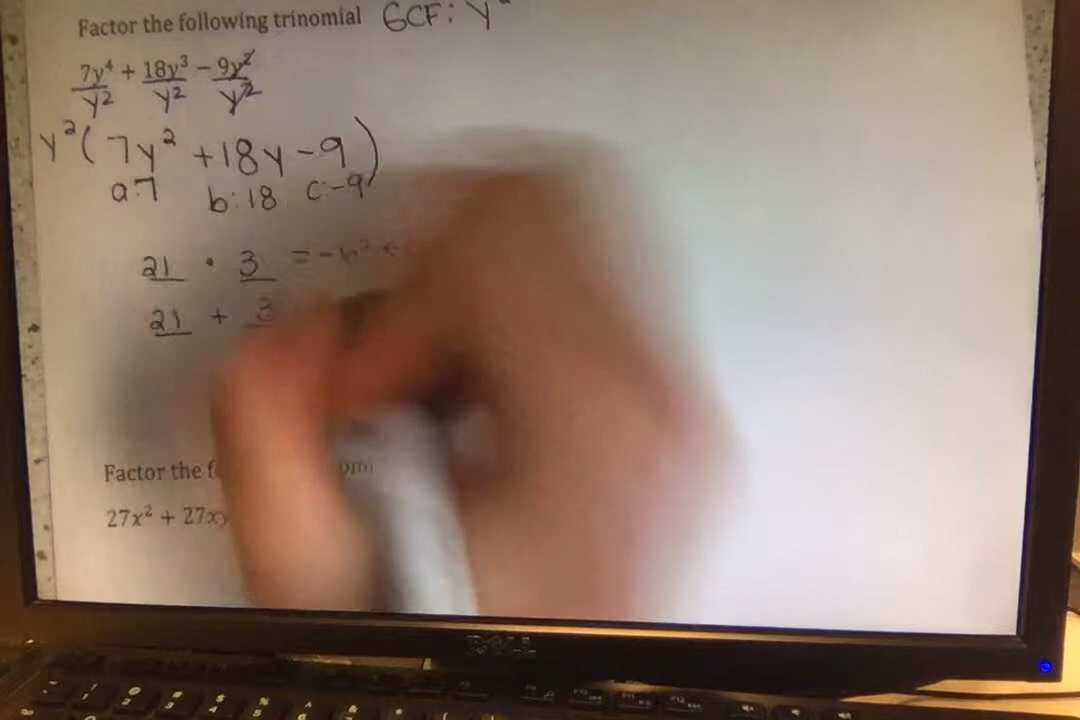 Factor the following trinomial GCF: y
7y⁴ + 18y³ − 9y²
y² y² y²
y²( 7y² + 18y − 9 )
a:7 b:18 c:-9
21 · 3 =
21 + 3
Factor the
27x² + 27x
DELL